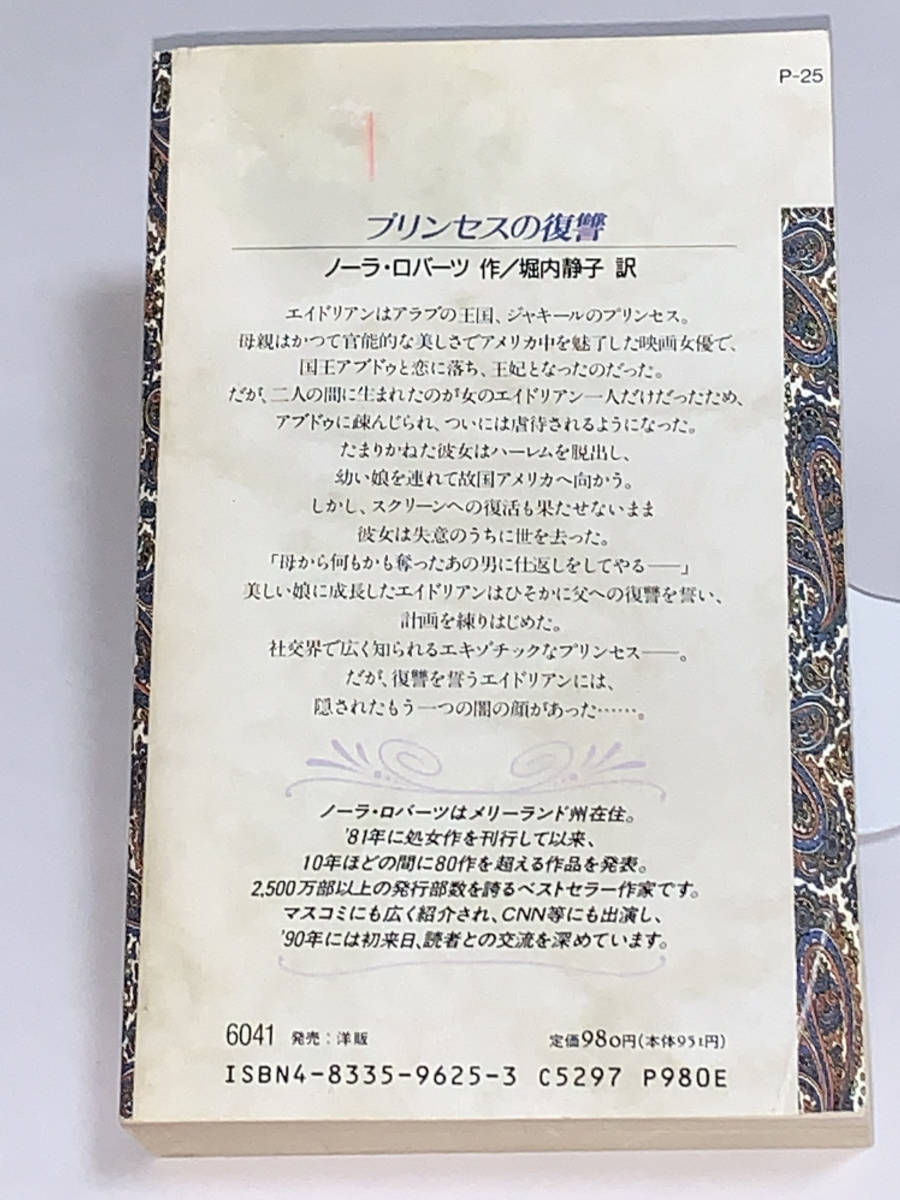 P-25
プリンセスの復讐
ノーラ・ロバーツ 作/堀内静子 訳
エイドリアンはアラブの王国、ジャキールのプリンセス。
母親はかつて官能的な美しさでアメリカ中を魅了した映画女優で、
国王アブドゥと恋に落ち、王妃となったのだった。
だが、二人の間に生まれたのが女のエイドリアン一人だけだったため、
アブドゥに疎んじられ、ついには虐待されるようになった。
たまりかねた彼女はハーレムを脱出し、
幼い娘を連れて故国アメリカへ向かう。
しかし、スクリーンへの復活も果たせないまま
彼女は失意のうちに世を去った。
「母から何もかも奪ったあの男に仕返しをしてやる――」
美しい娘に成長したエイドリアンはひそかに父への復讐を誓い、
計画を練りはじめた。
社交界で広く知られるエキゾチックなプリンセス――。
だが、復讐を誓うエイドリアンには、
隠されたもう一つの闇の顔があった……。
ノーラ・ロバーツはメリーランド州在住。
'81年に処女作を刊行して以来、
10年ほどの間に80作を超える作品を発表。
2,500万部以上の発行部数を誇るベストセラー作家です。
マスコミにも広く紹介され、CNN等にも出演し、
'90年には初来日、読者との交流を深めています。
6041 発売:洋販 定価980円(本体951円)
ISBN4-8335-9625-3 C5297 P980E